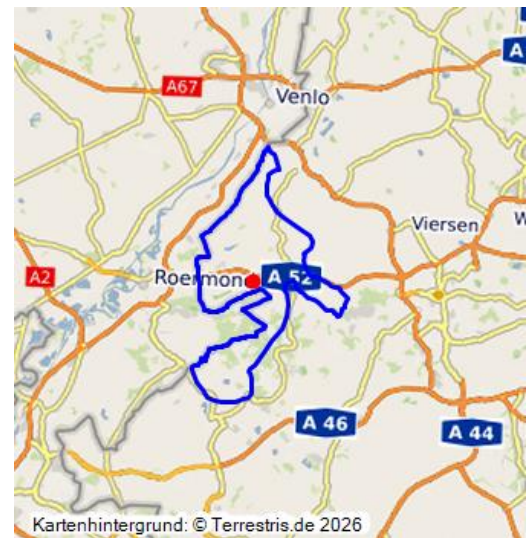 A
A67
Venlo
Viersen
W
A2
Roermon
A 52
A 46
A 44
Kartenhintergrund: © Terrestris.de 2026